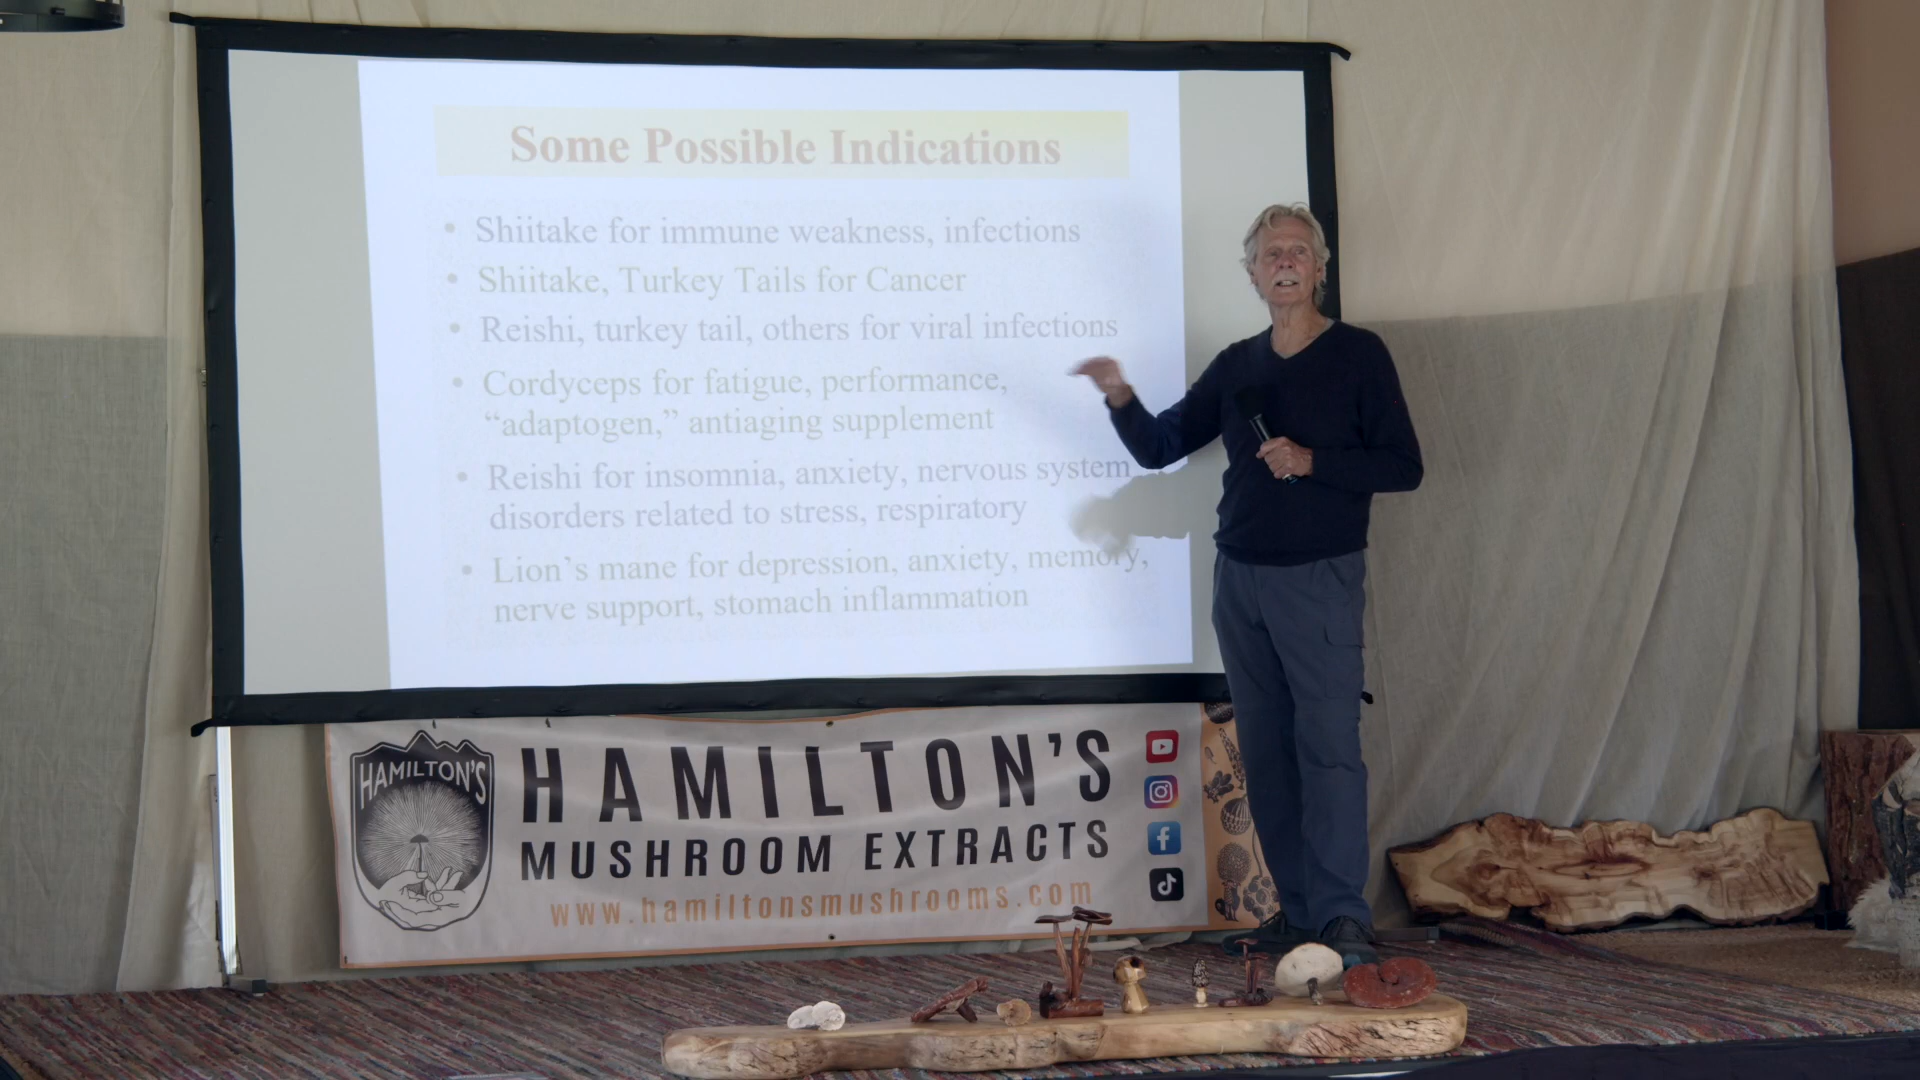 Some Possible Indications
• Shiitake for immune weakness, infections
• Shiitake, Turkey Tails for Cancer
• Reishi, turkey tail, others for viral infections
• Cordyceps for fatigue, performance,
“adaptogen,” antiaging supplement
• Reishi for insomnia, anxiety, nervous system
disorders related to stress, respiratory
• Lion’s mane for depression, anxiety, memory,
nerve support, stomach inflammation
HAMILTON'S
HAMILTON'S
MUSHROOM EXTRACTS
www.hamiltonsmushrooms.com